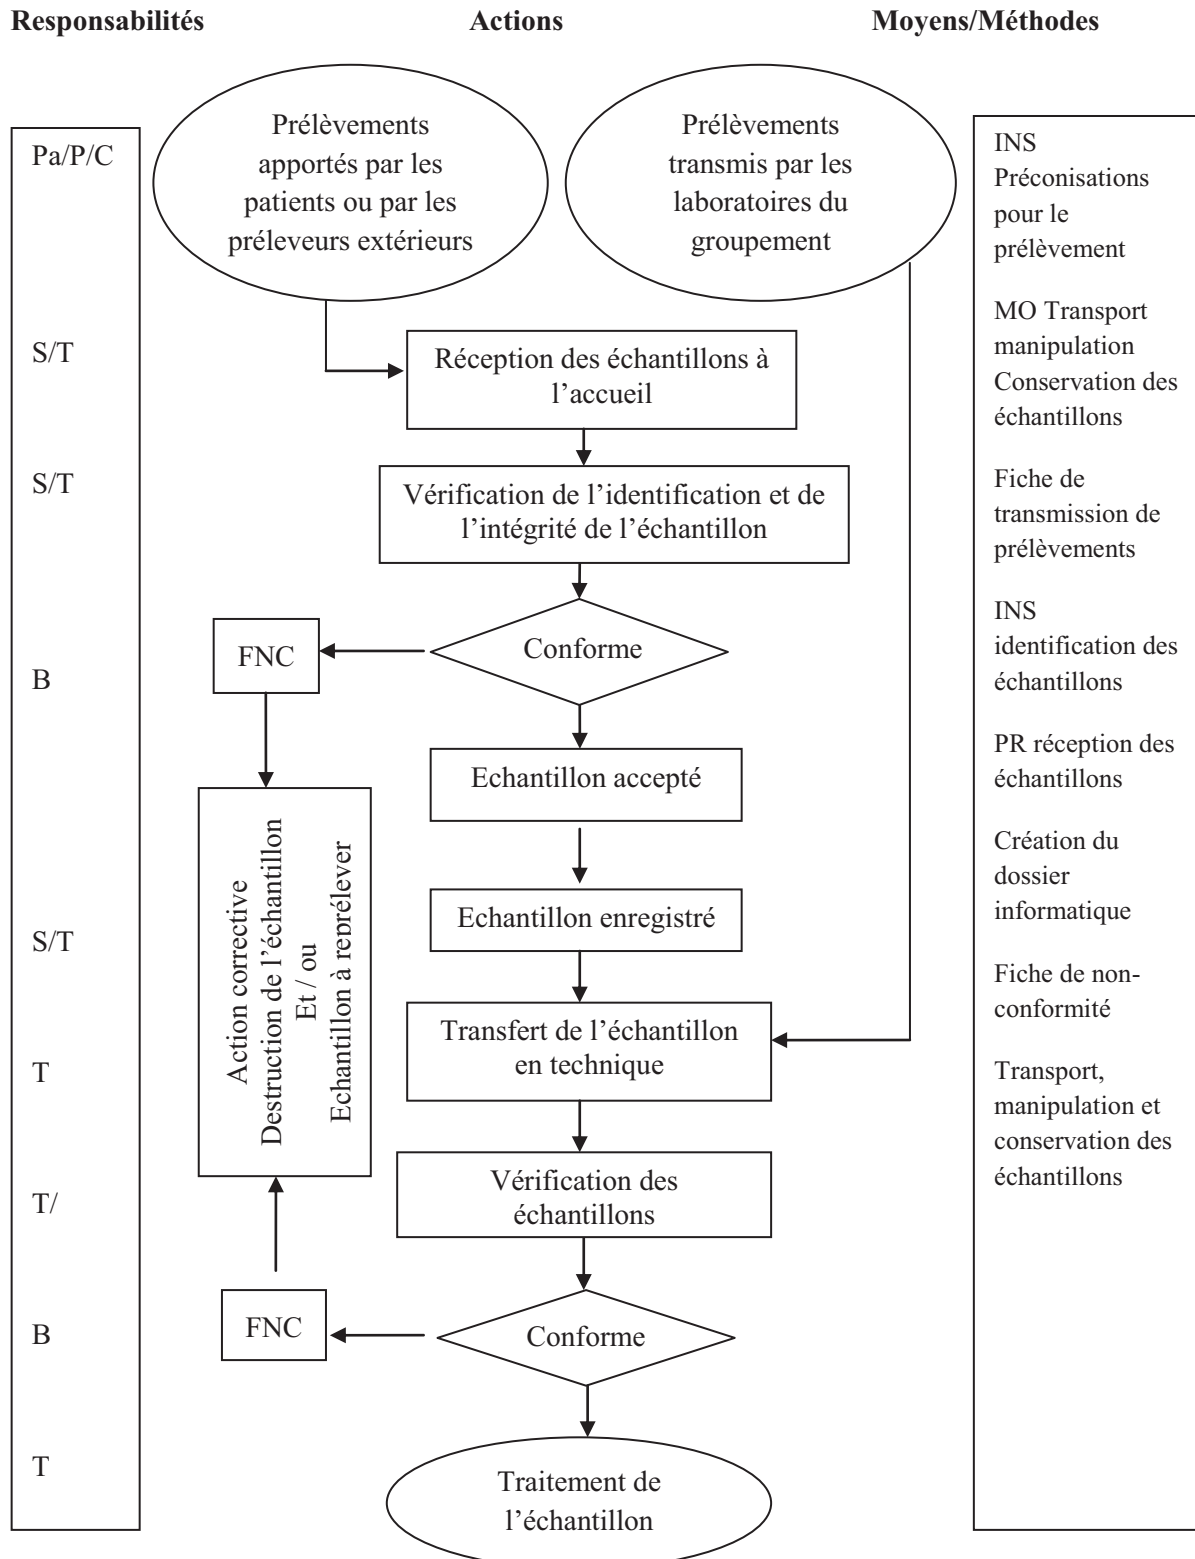 Responsabilités
Actions
Moyens/Méthodes
Pa/P/C
S/T
S/T
B
S/T
T
T/
B
T
Prélèvements
apportés par les
patients ou par les
préleveurs extérieurs
Prélèvements
transmis par les
laboratoires du
groupement
Réception des échantillons à
l’accueil
Vérification de l’identification et de
l’intégrité de l’échantillon
Conforme
FNC
Echantillon accepté
Echantillon enregistré
Action corrective
Destruction de l’échantillon
Et / ou
Echantillon à reprélever
Transfert de l’échantillon
en technique
Vérification des
échantillons
Conforme
FNC
Traitement de
l’échantillon
INS
Préconisations
pour le
prélèvement
MO Transport
manipulation
Conservation des
échantillons
Fiche de
transmission de
prélèvements
INS
identification des
échantillons
PR réception des
échantillons
Création du
dossier
informatique
Fiche de non-
conformité
Transport,
manipulation et
conservation des
échantillons